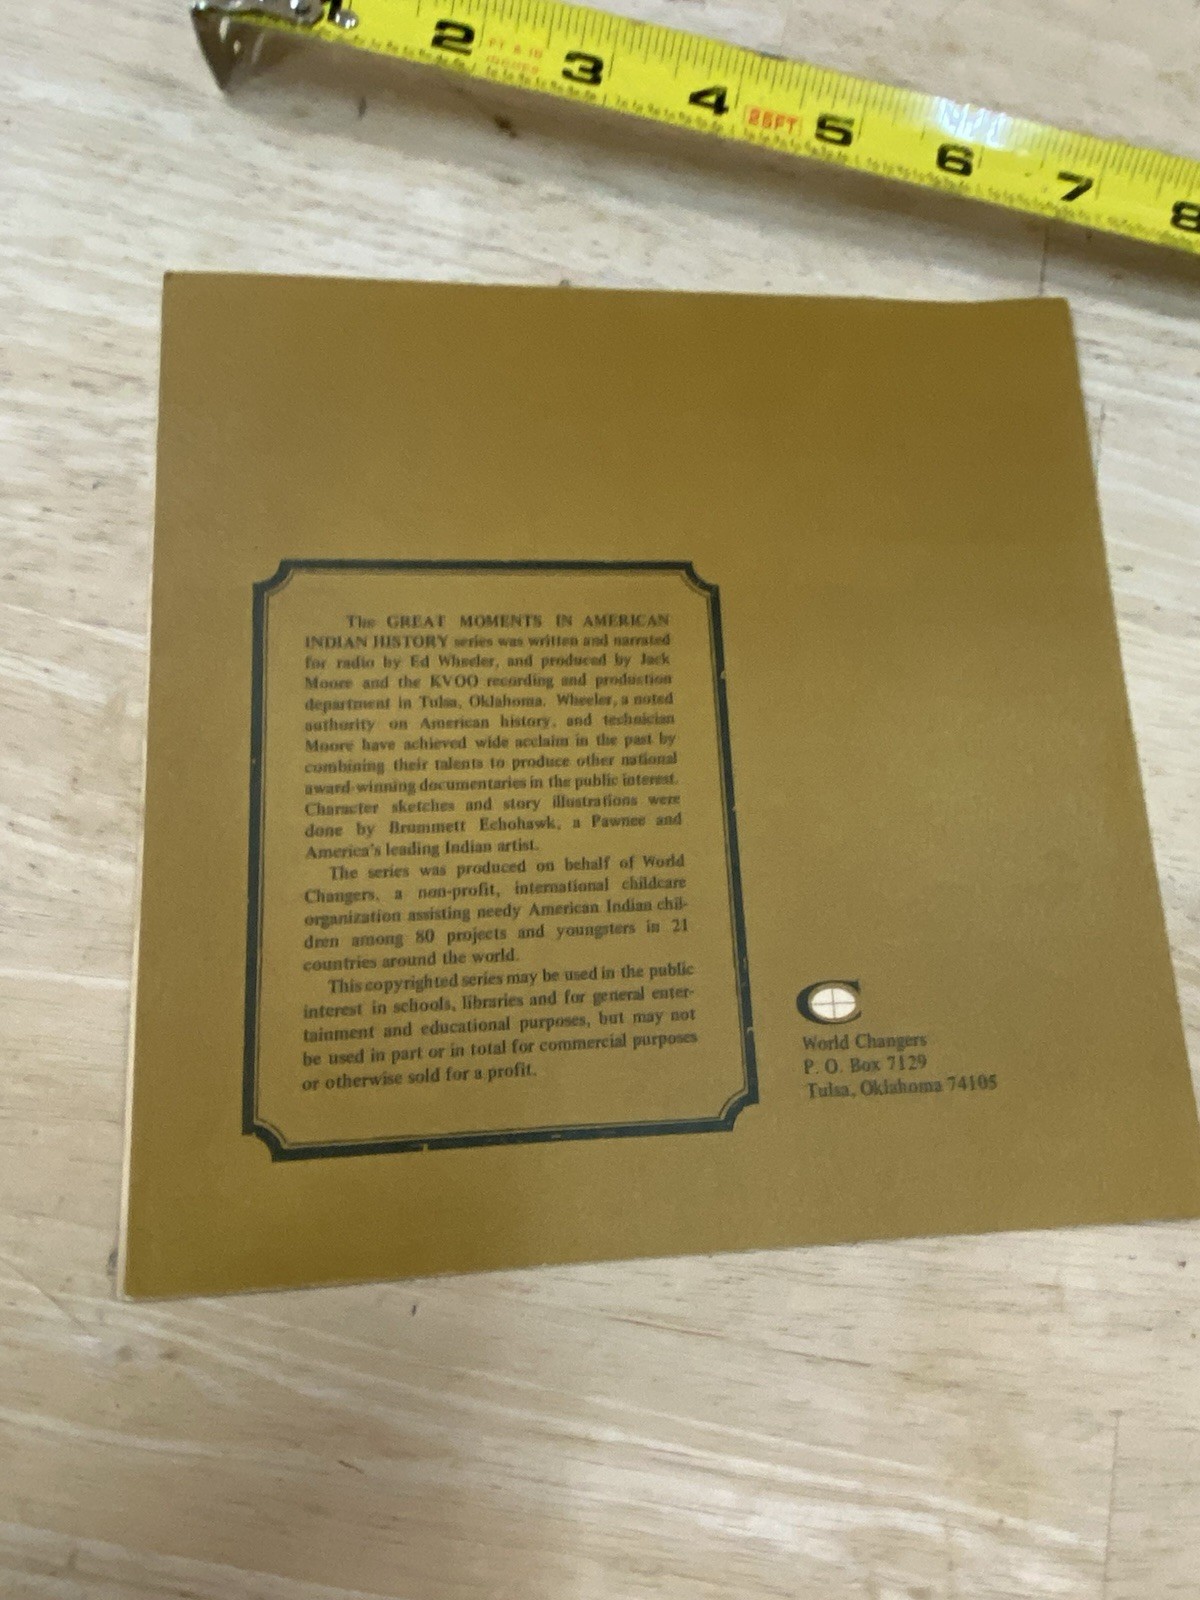 1 2 FT & IN 3 4 25FT 5 6 7 8
INCHES
The GREAT MOMENTS IN AMERICAN
INDIAN HISTORY series was written and narrated
for radio by Ed Wheeler, and produced by Jack
Moore and the KVOO recording and production
department in Tulsa, Oklahoma. Wheeler, a noted
authority on American history, and technician
Moore have achieved wide acclaim in the past by
combining their talents to produce other national
award-winning documentaries in the public interest.
Character sketches and story illustrations were
done by Brummett Echohawk, a Pawnee and
America's leading Indian artist.
The series was produced on behalf of World
Changers, a non-profit, international childcare
organization assisting needy American Indian chil-
dren among 80 projects and youngsters in 21
countries around the world.
This copyrighted series may be used in the public
interest in schools, libraries and for general enter-
tainment and educational purposes, but may not
be used in part or in total for commercial purposes
or otherwise sold for a profit.
World Changers
P. O. Box 7129
Tulsa, Oklahoma 74105